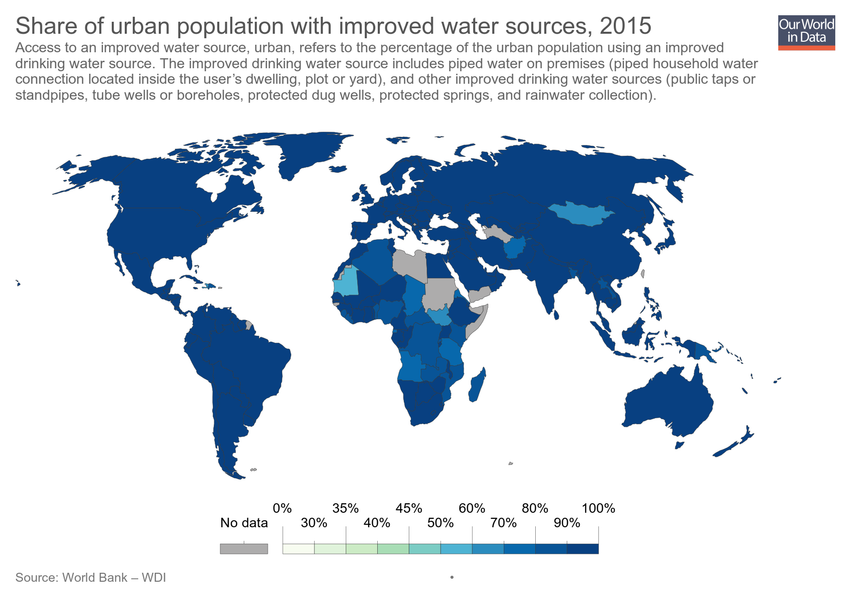 Share of urban population with improved water sources, 2015
Our World
in Data
Access to an improved water source, urban, refers to the percentage of the urban population using an improved
drinking water source. The improved drinking water source includes piped water on premises (piped household water
connection located inside the user's dwelling, plot or yard), and other improved drinking water sources (public taps or
standpipes, tube wells or boreholes, protected dug wells, protected springs, and rainwater collection).
0% 35% 45% 60% 80% 100%
No data 30% 40% 50% 70% 90%
Source: World Bank – WDI